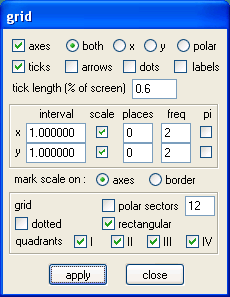 grid
axes both x y polar
ticks arrows dots labels
tick length (% of screen) 0.6
interval scale places freq pi
x 1.000000 0 2
y 1.000000 0 2
mark scale on : axes border
grid polar sectors 12
dotted rectangular
quadrants I II III IV
apply close